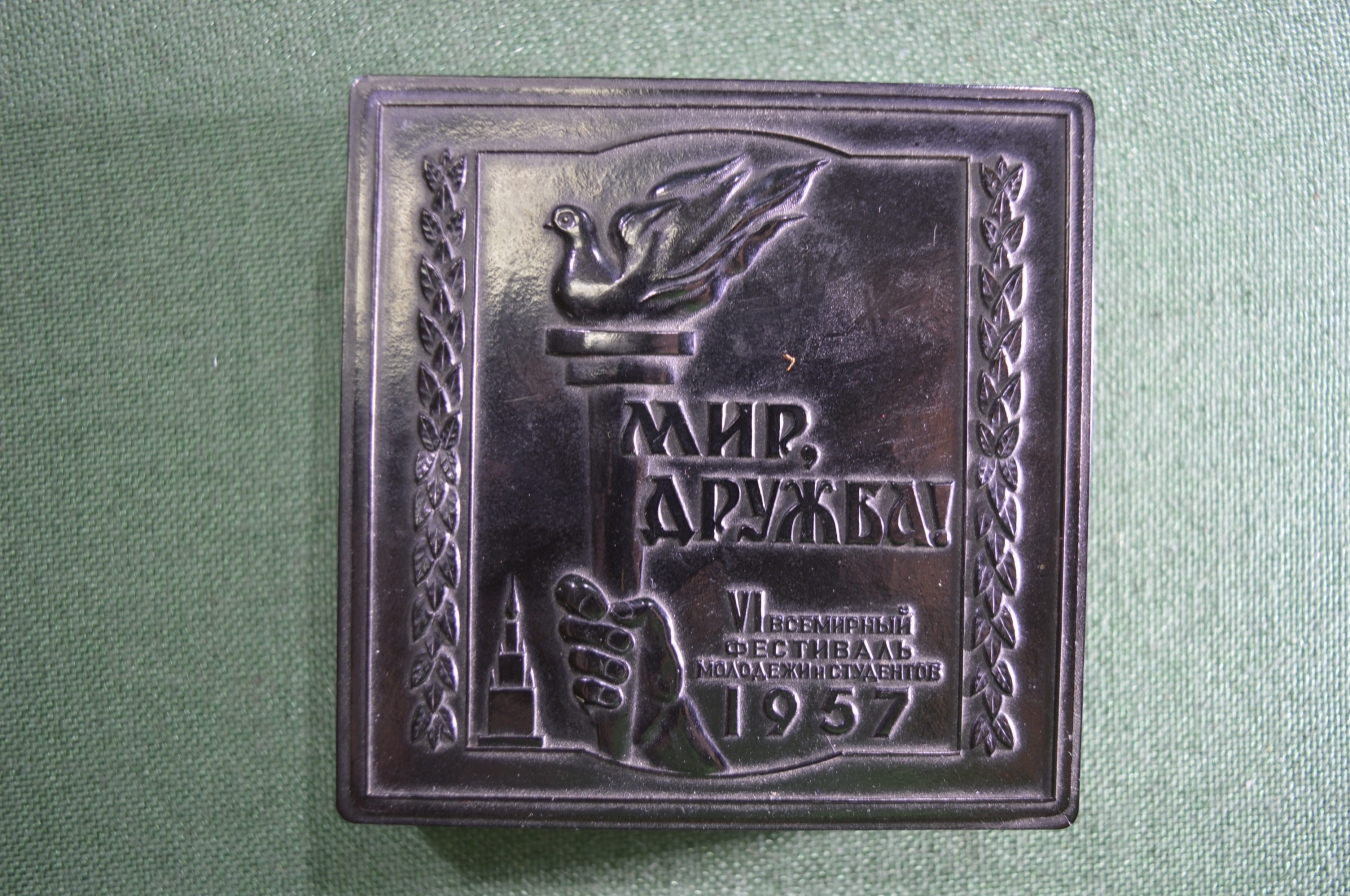 МИР,
ДРУЖБА!
VI ВСЕМИРНЫЙ
ФЕСТИВАЛЬ
МОЛОДЕЖИ И СТУДЕНТОВ
1957